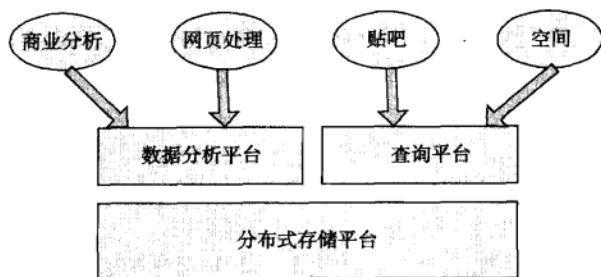 商业分析
网页处理
贴吧
空间
数据分析平台
查询平台
分布式存储平台